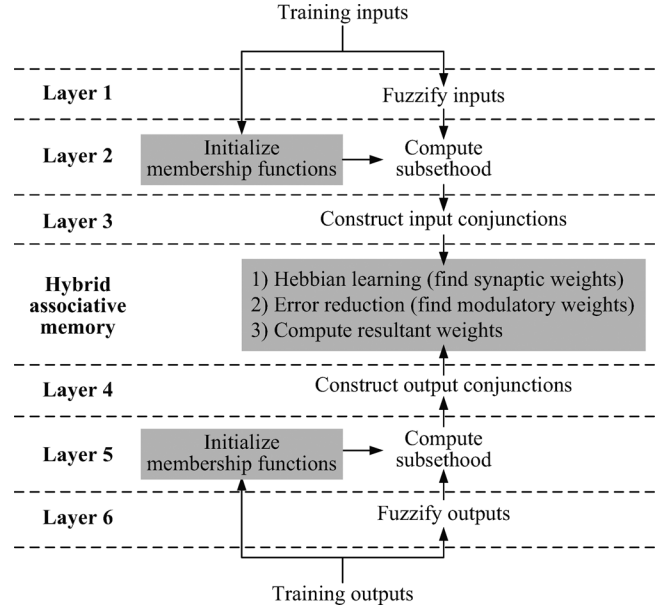 Training inputs
Layer 1
Fuzzify inputs
Layer 2
Initialize
membership functions
Compute
subsethood
Layer 3
Construct input conjunctions
Hybrid
associative
memory
1) Hebbian learning (find synaptic weights)
2) Error reduction (find modulatory weights)
3) Compute resultant weights
Layer 4
Construct output conjunctions
Layer 5
Initialize
membership functions
Compute
subsethood
Layer 6
Fuzzify outputs
Training outputs